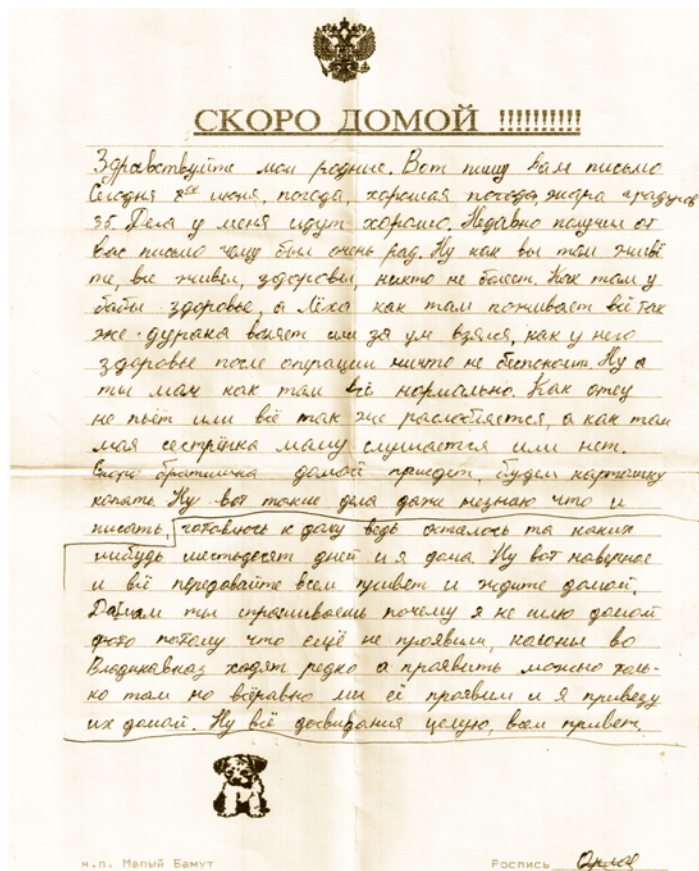 СКОРО ДОМОЙ !!!!!!!!!!
Здравствуйте мои родные. Вот пишу вам письмо
Сегодня 8ое июня, погода, хорошая погода, жара градусов
35. Дела у меня идут хорошо. Недавно получил от
вас письмо чему был очень рад. Ну как вы там живё
те, все живы, здоровы, никто не болеет. Как там у
бабы здоровье, а Лёха как там поживает всё так
же дурака валяет или за ум взялся, как у него
здоровье после операции ничто не беспокоит. Ну а
ты мам как там всё нормально. Как отец
не пьёт или всё так же расслабляется, а как там
моя сестрёнка маму слушается или нет.
Скоро братишка домой приедет, будем картошку
копать. Ну вот такие дела даже незнаю что и
писать, готовлюсь к ведь осталось та каких
нибудь шестьдесят дней и я дома. Ну вот наверное
и всё передавайте всем привет и ждите домой.
Да мам ты спрашиваешь почему я не шлю домой
фото потому что ещё не проявили, колоны во
Владикавказ ходят редко а праявить можно толь-
ко там но всёравно мы её проявим и я привезу
их домой. Ну всё досвидания целую, всем привет.
н.п. Малый Бамут
Роспись